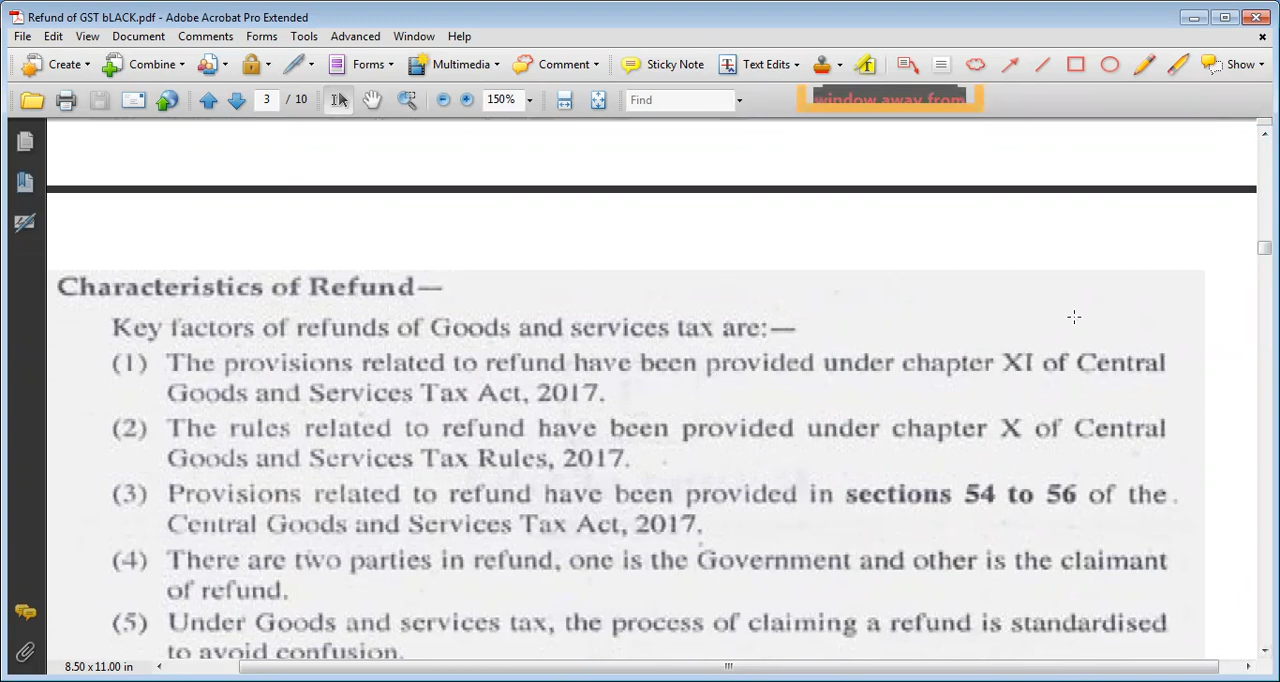 Refund of GST bLACK.pdf - Adobe Acrobat Pro Extended
File Edit View Document Comments Forms Tools Advanced Window Help
Create Combine Forms Multimedia Comment Sticky Note Text Edits Show
3 / 10 150% Find window away from
Characteristics of Refund—
Key factors of refunds of Goods and services tax are:—
(1) The provisions related to refund have been provided under chapter XI of Central
Goods and Services Tax Act, 2017.
(2) The rules related to refund have been provided under chapter X of Central
Goods and Services Tax Rules, 2017.
(3) Provisions related to refund have been provided in sections 54 to 56 of the
Central Goods and Services Tax Act, 2017.
(4) There are two parties in refund, one is the Government and other is the claimant
of refund.
(5) Under Goods and services tax, the process of claiming a refund is standardised
to avoid confusion.
8.50 x 11.00 in